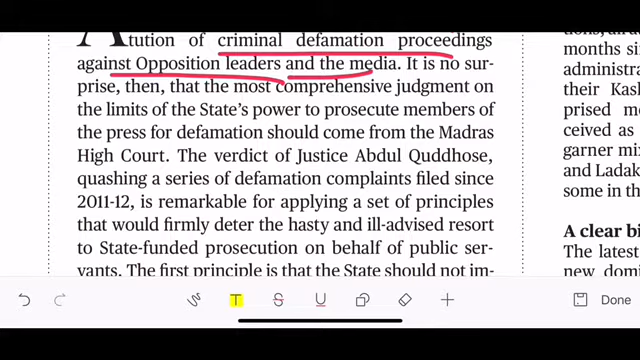 tution of criminal defamation proceedings
against Opposition leaders and the media. It is no sur-
prise, then, that the most comprehensive judgment on
the limits of the State's power to prosecute members of
the press for defamation should come from the Madras
High Court. The verdict of Justice Abdul Quddhose,
quashing a series of defamation complaints filed since
2011-12, is remarkable for applying a set of principles
that would firmly deter the hasty and ill-advised resort
to State-funded prosecution on behalf of public ser-
vants. The first principle is that the State should not im-
months sin
administra
their Kash
prised me
ceived as
garner mix
and Ladak
some in th
A clear bi
The latest
new domi
T S U
Done